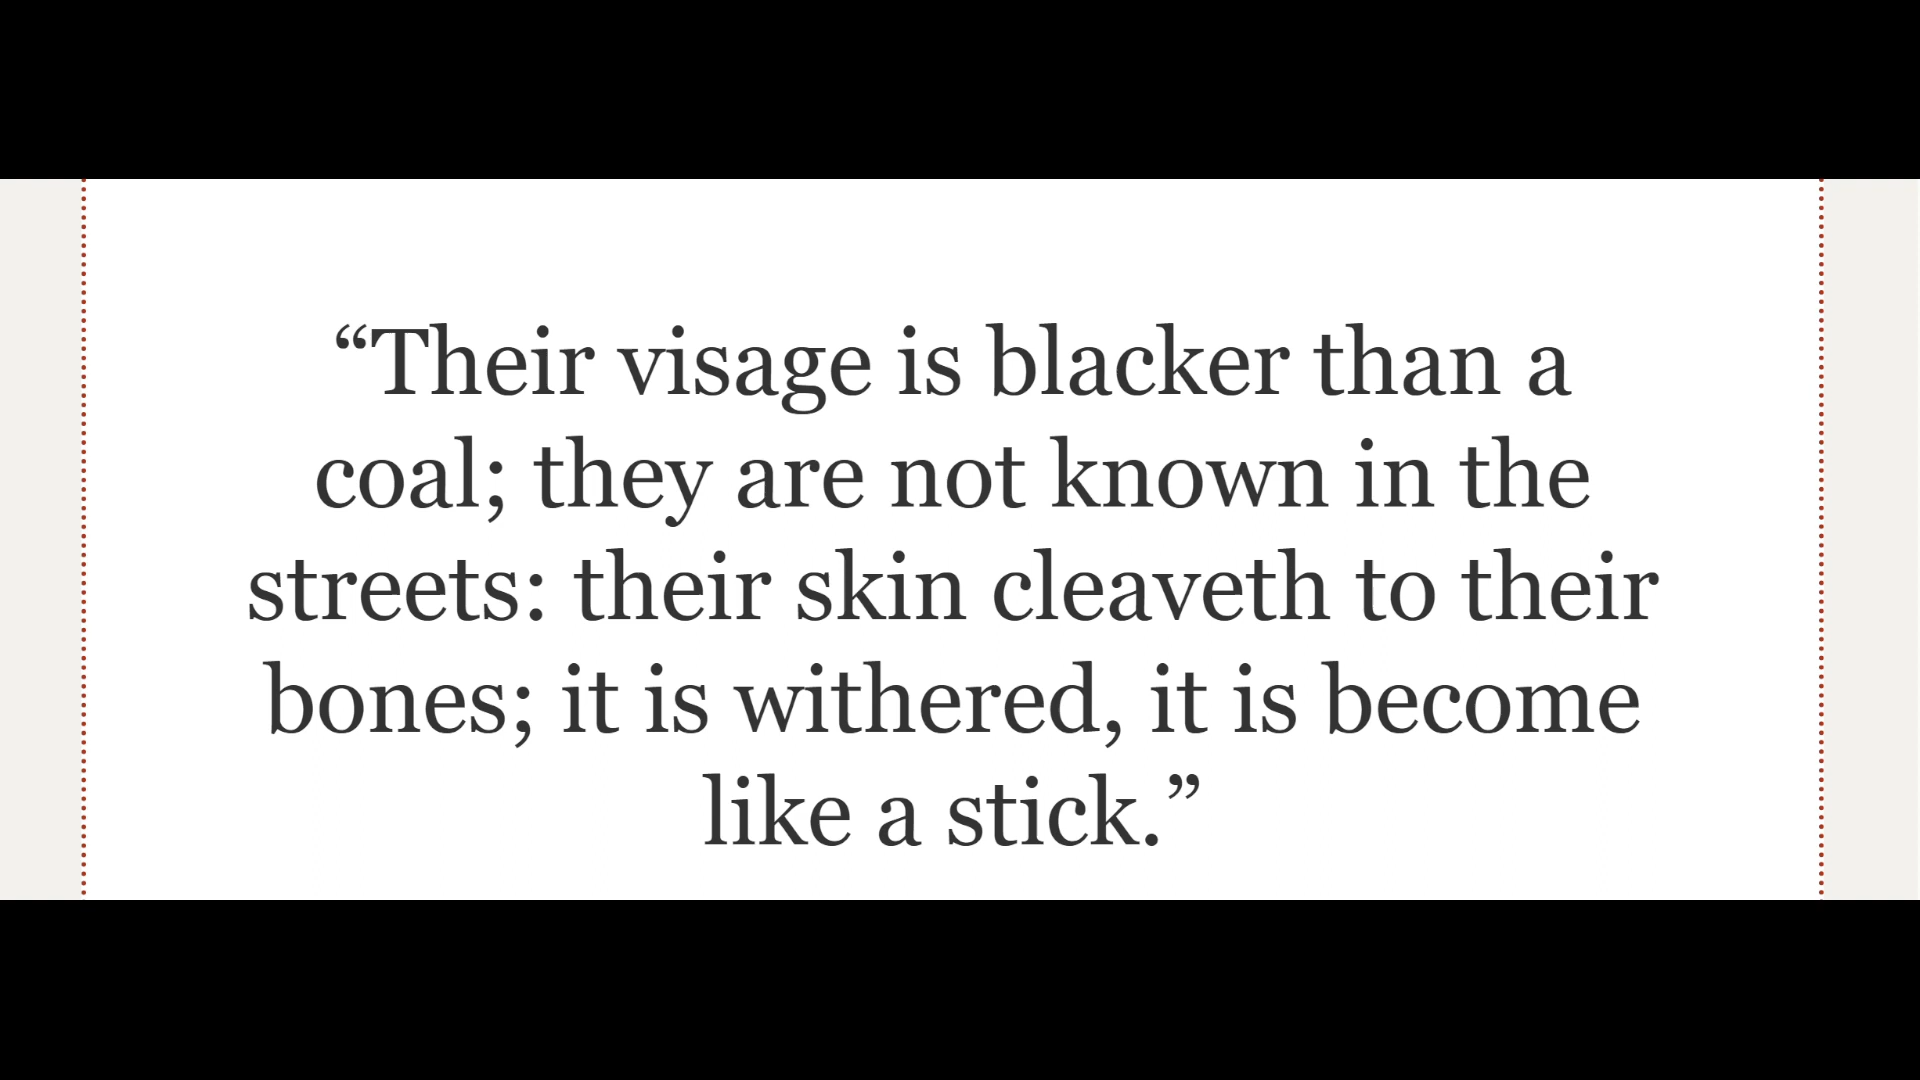 “Their visage is blacker than a
coal; they are not known in the
streets: their skin cleaveth to their
bones; it is withered, it is become
like a stick.”